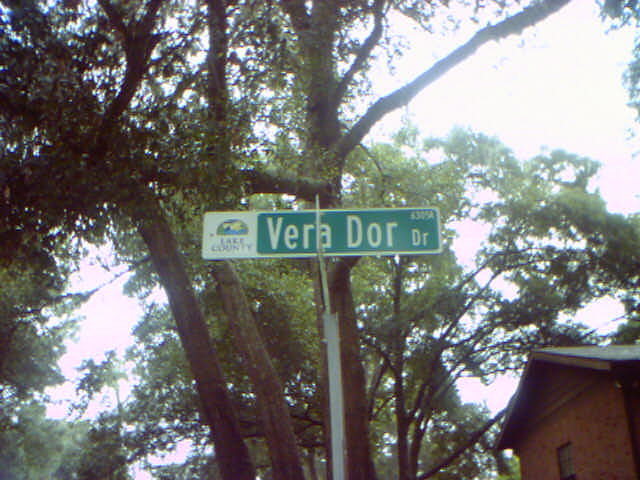 LAKE
COUNTY
Vera Dor Dr
6305A